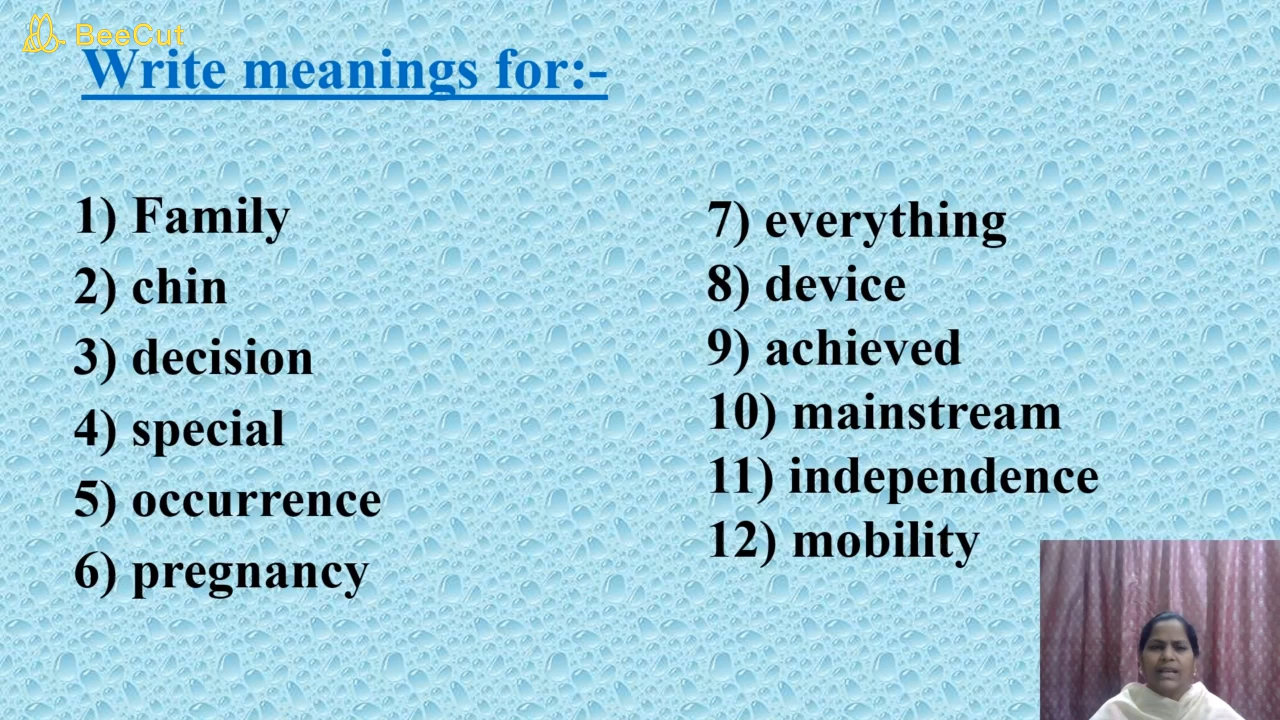 BeeCut
Write meanings for:-
1) Family
2) chin
3) decision
4) special
5) occurrence
6) pregnancy
7) everything
8) device
9) achieved
10) mainstream
11) independence
12) mobility